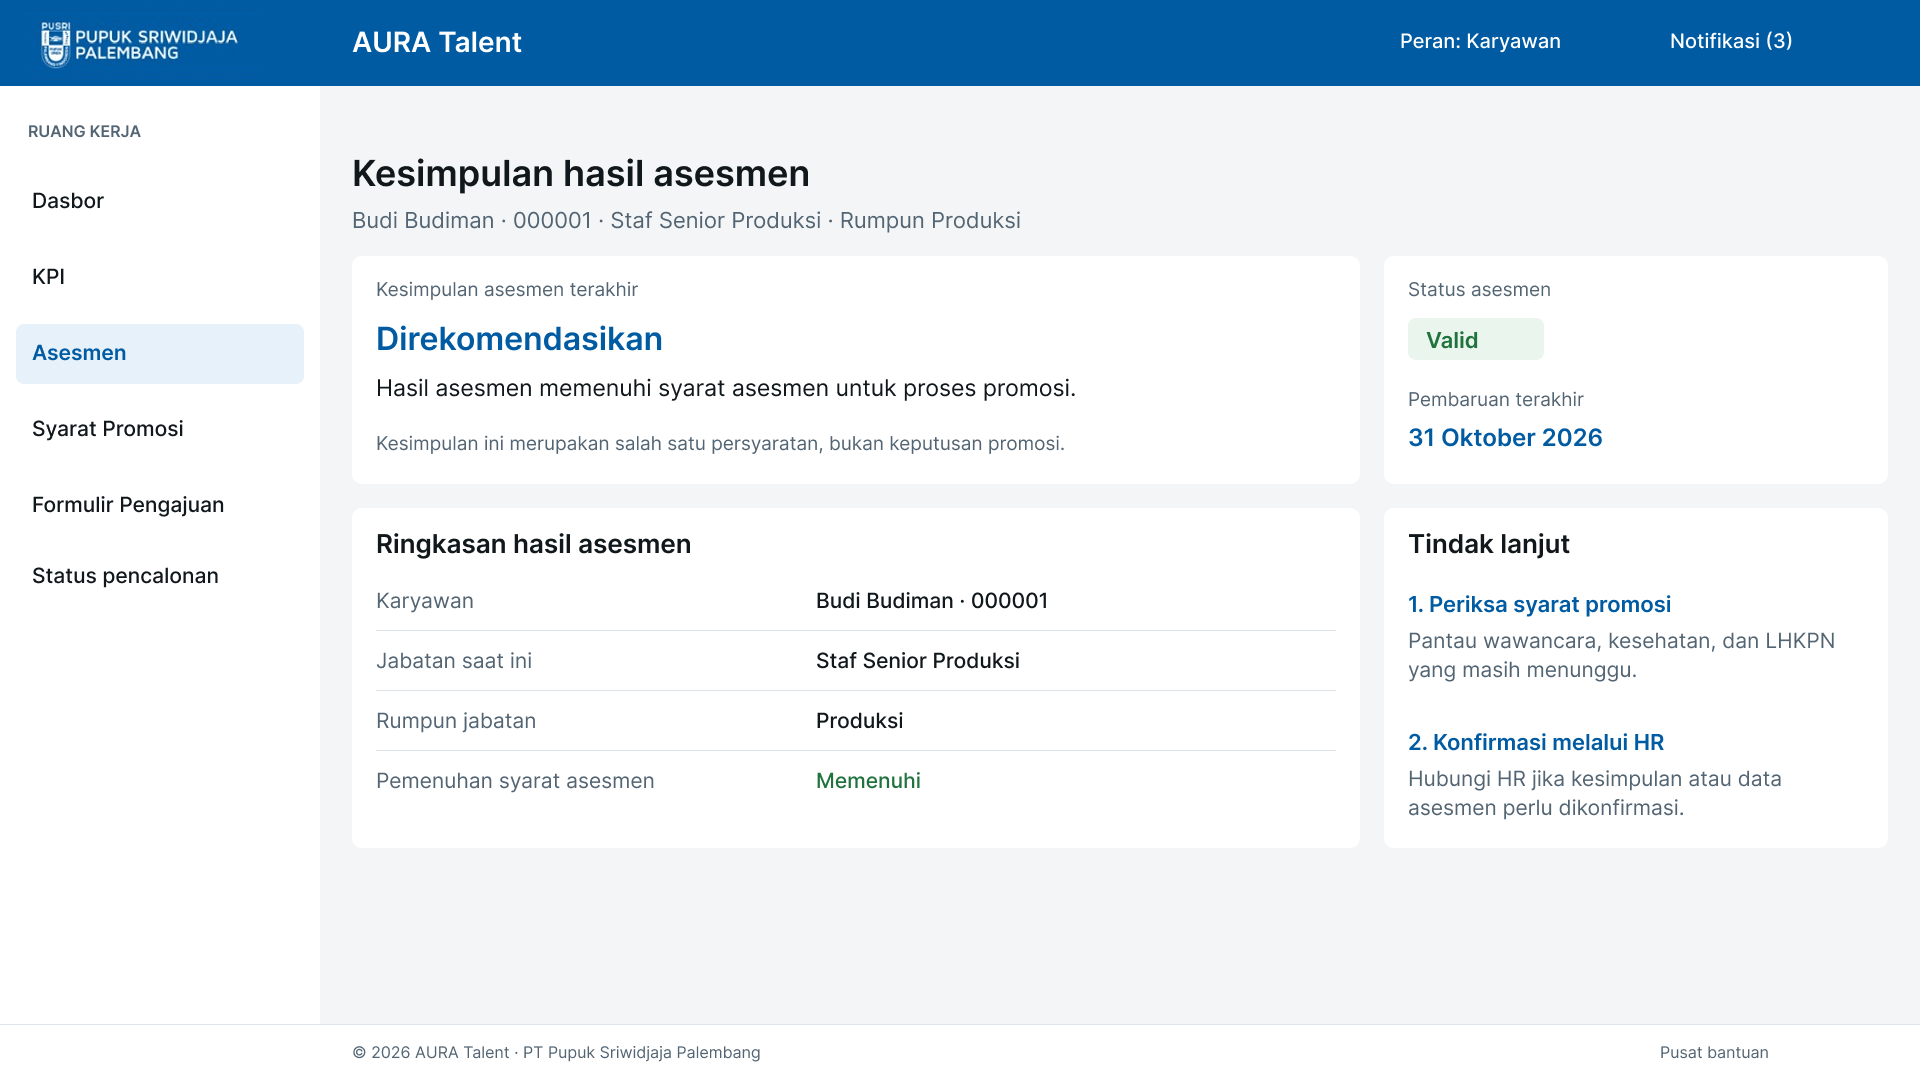 PUSRI
PUPUK SRIWIDJAJA
PALEMBANG
AURA Talent
Peran: Karyawan
Notifikasi (3)
RUANG KERJA
Dasbor
KPI
Asesmen
Syarat Promosi
Formulir Pengajuan
Status pencalonan
Kesimpulan hasil asesmen
Budi Budiman · 000001 · Staf Senior Produksi · Rumpun Produksi
Kesimpulan asesmen terakhir
Direkomendasikan
Hasil asesmen memenuhi syarat asesmen untuk proses promosi.
Kesimpulan ini merupakan salah satu persyaratan, bukan keputusan promosi.
Status asesmen
Valid
Pembaruan terakhir
31 Oktober 2026
Ringkasan hasil asesmen
Karyawan
Budi Budiman · 000001
Jabatan saat ini
Staf Senior Produksi
Rumpun jabatan
Produksi
Pemenuhan syarat asesmen
Memenuhi
Tindak lanjut
1. Periksa syarat promosi
Pantau wawancara, kesehatan, dan LHKPN
yang masih menunggu.
2. Konfirmasi melalui HR
Hubungi HR jika kesimpulan atau data
asesmen perlu dikonfirmasi.
© 2026 AURA Talent · PT Pupuk Sriwidjaja Palembang
Pusat bantuan